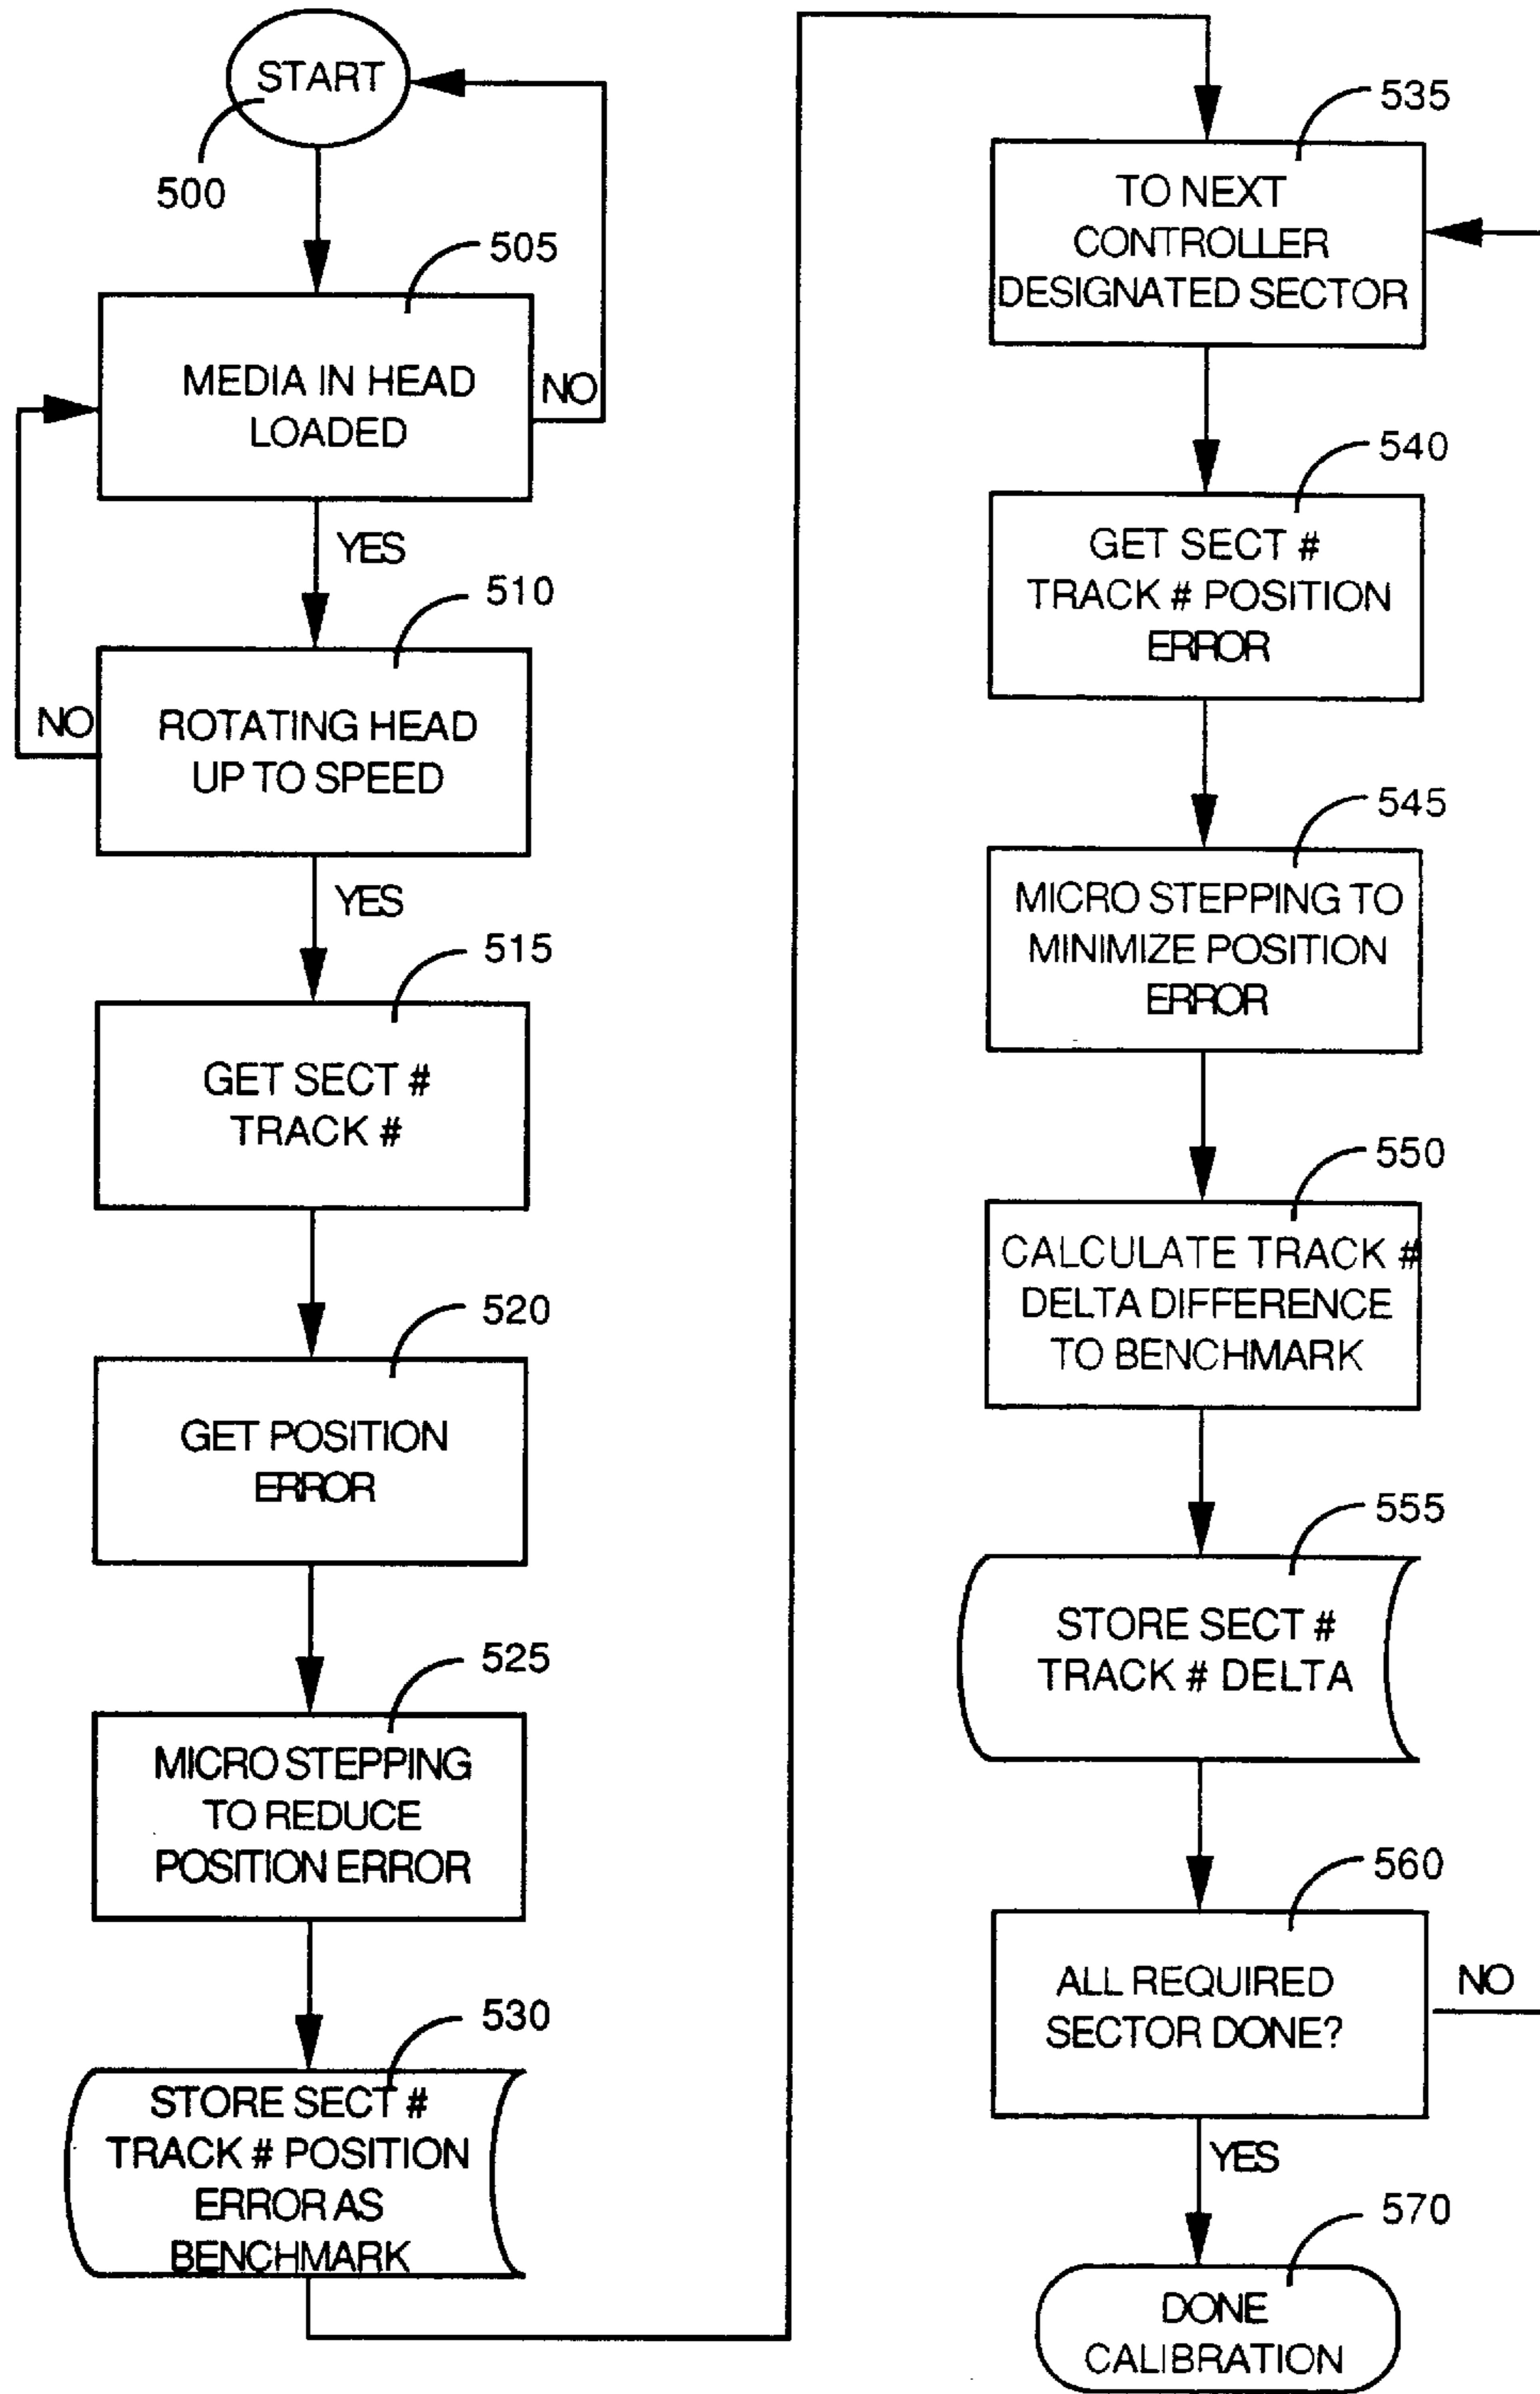 START
500
505
MEDIA IN HEAD
LOADED
NO
YES
510
ROTATING HEAD
UP TO SPEED
NO
YES
515
GET SECT #
TRACK #
520
GET POSITION
ERROR
525
MICRO STEPPING
TO REDUCE
POSITION ERROR
530
STORE SECT #
TRACK # POSITION
ERROR AS
BENCHMARK
535
TO NEXT
CONTROLLER
DESIGNATED SECTOR
540
GET SECT #
TRACK # POSITION
ERROR
545
MICRO STEPPING TO
MINIMIZE POSITION
ERROR
550
CALCULATE TRACK #
DELTA DIFFERENCE
TO BENCHMARK
555
STORE SECT #
TRACK # DELTA
560
ALL REQUIRED
SECTOR DONE?
NO
YES
570
DONE
CALIBRATION